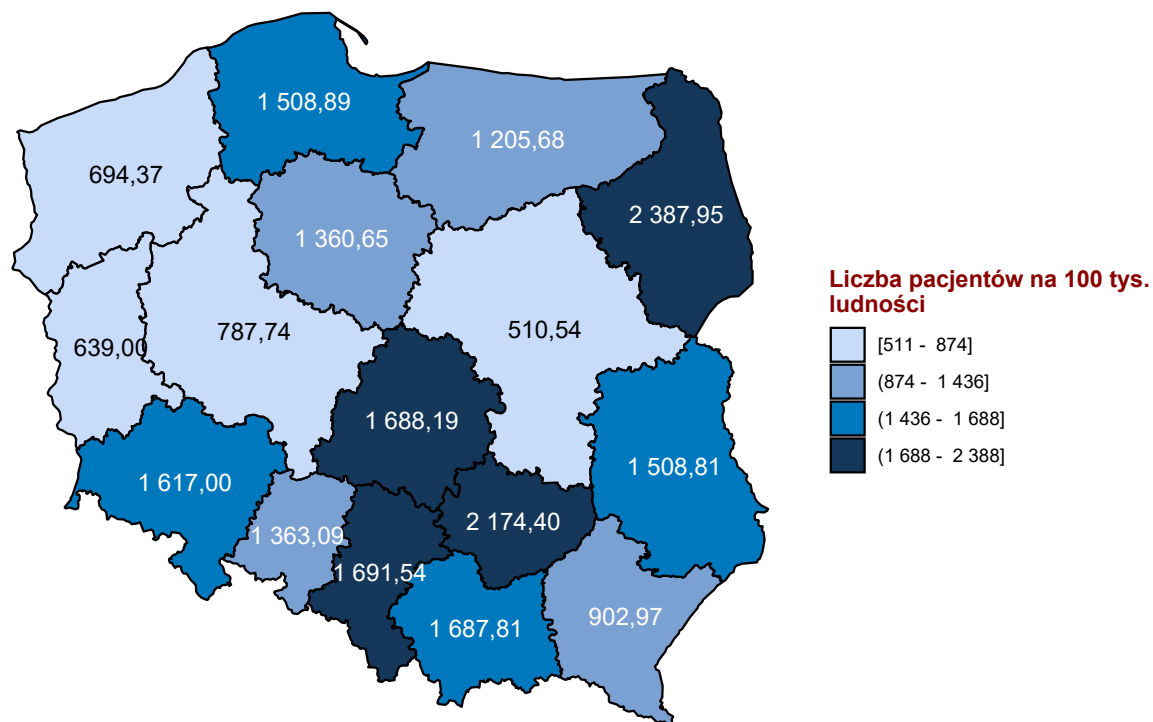 1 508,89
1 205,68
694,37
2 387,95
1 360,65
787,74
510,54
639,00
1 688,19
1 508,81
1 617,00
2 174,40
1 363,09
1 691,54
902,97
1 687,81
Liczba pacjentów na 100 tys.
ludności
[511 - 874]
(874 - 1 436]
(1 436 - 1 688]
(1 688 - 2 388]